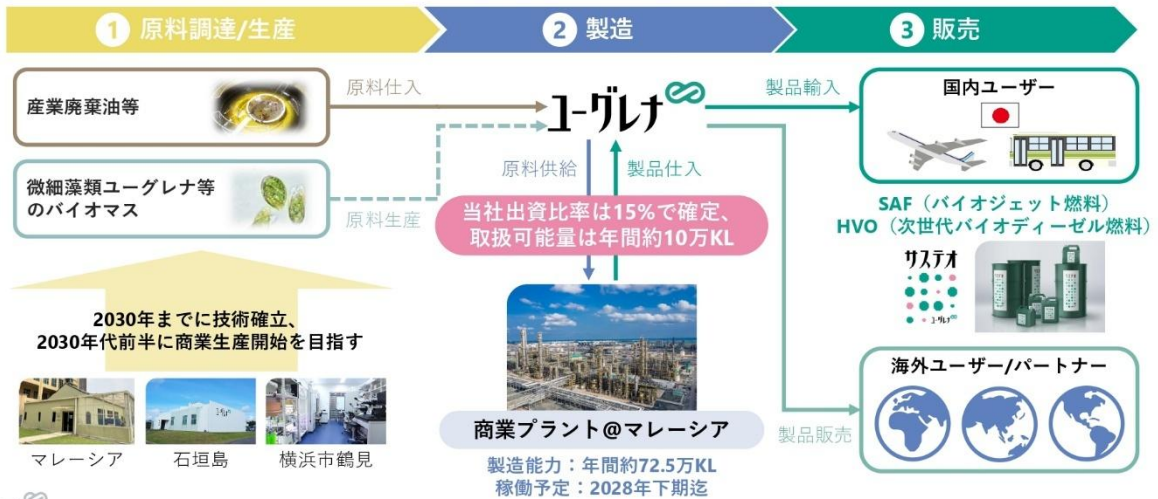 1 原料調達/生産
2 製造
3 販売
産業廃棄油等
原料仕入
微細藻類ユーグレナ等
のバイオマス
原料生産
ユーグレナ
原料供給
製品仕入
当社出資比率は15%で確定、
取扱可能量は年間約10万KL
製品輸入
国内ユーザー
SAF（バイオジェット燃料）
HVO（次世代バイオディーゼル燃料）
サステオ
ユーグレナ
2030年までに技術確立、
2030年代前半に商業生産開始を目指す
マレーシア
石垣島
横浜市鶴見
商業プラント@マレーシア
製造能力：年間約72.5万KL
稼働予定：2028年下期迄
製品販売
海外ユーザー/パートナー